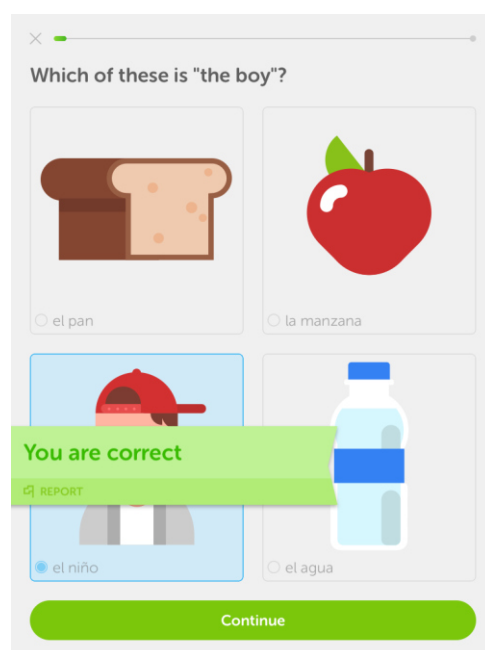 Which of these is "the boy"?
el pan
la manzana
You are correct
REPORT
el niño
el agua
Continue